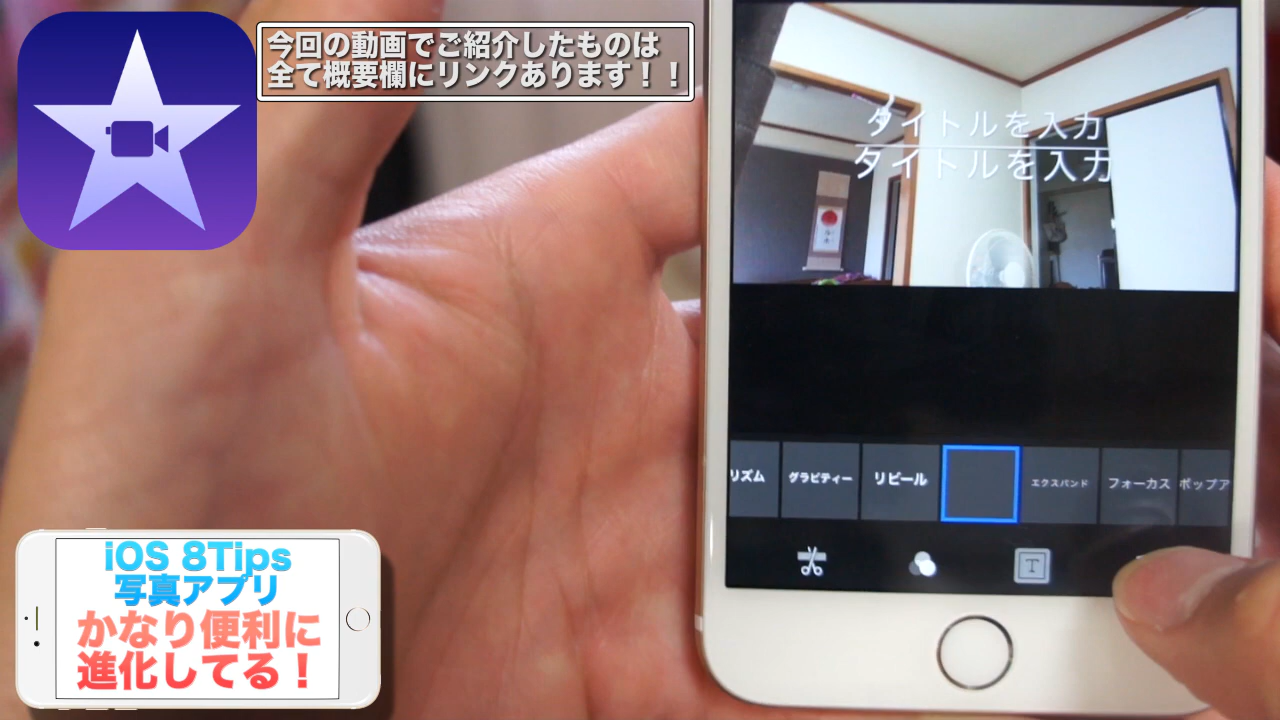 今回の動画でご紹介したものは
全て概要欄にリンクあります！！
タイトルを入力
タイトルを入力
リズム
グラビティー
リビール
エクスパンド
フォーカス
ポップア
T
iOS 8Tips
写真アプリ
かなり便利に
進化してる！